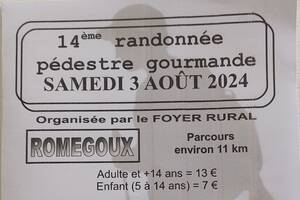 14ème randonnée
pédestre gourmande
SAMEDI 3 AOÛT 2024
Organisée par le FOYER RURAL
ROMEGOUX
Parcours
environ 11 km
Adulte et +14 ans = 13 €
Enfant (5 à 14 ans) = 7 €